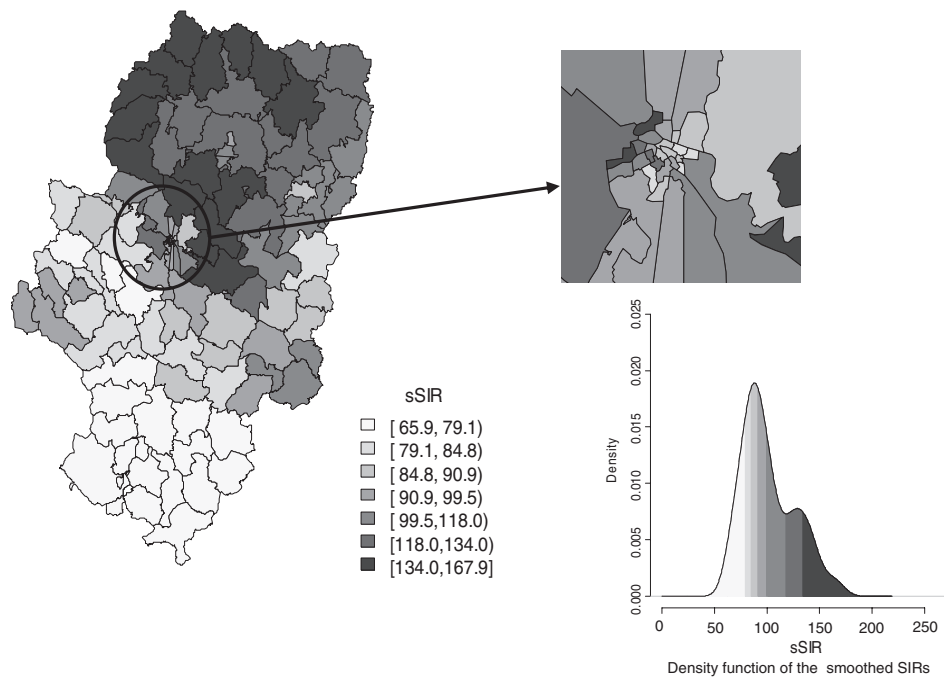 sSIR
[ 65.9, 79.1)
[ 79.1, 84.8)
[ 84.8, 90.9)
[ 90.9, 99.5)
[ 99.5,118.0)
[118.0,134.0)
[134.0,167.9]
0.025
0.020
0.015
0.010
0.005
0.000
Density
0 50 100 150 200 250
sSIR
Density function of the smoothed SIRs